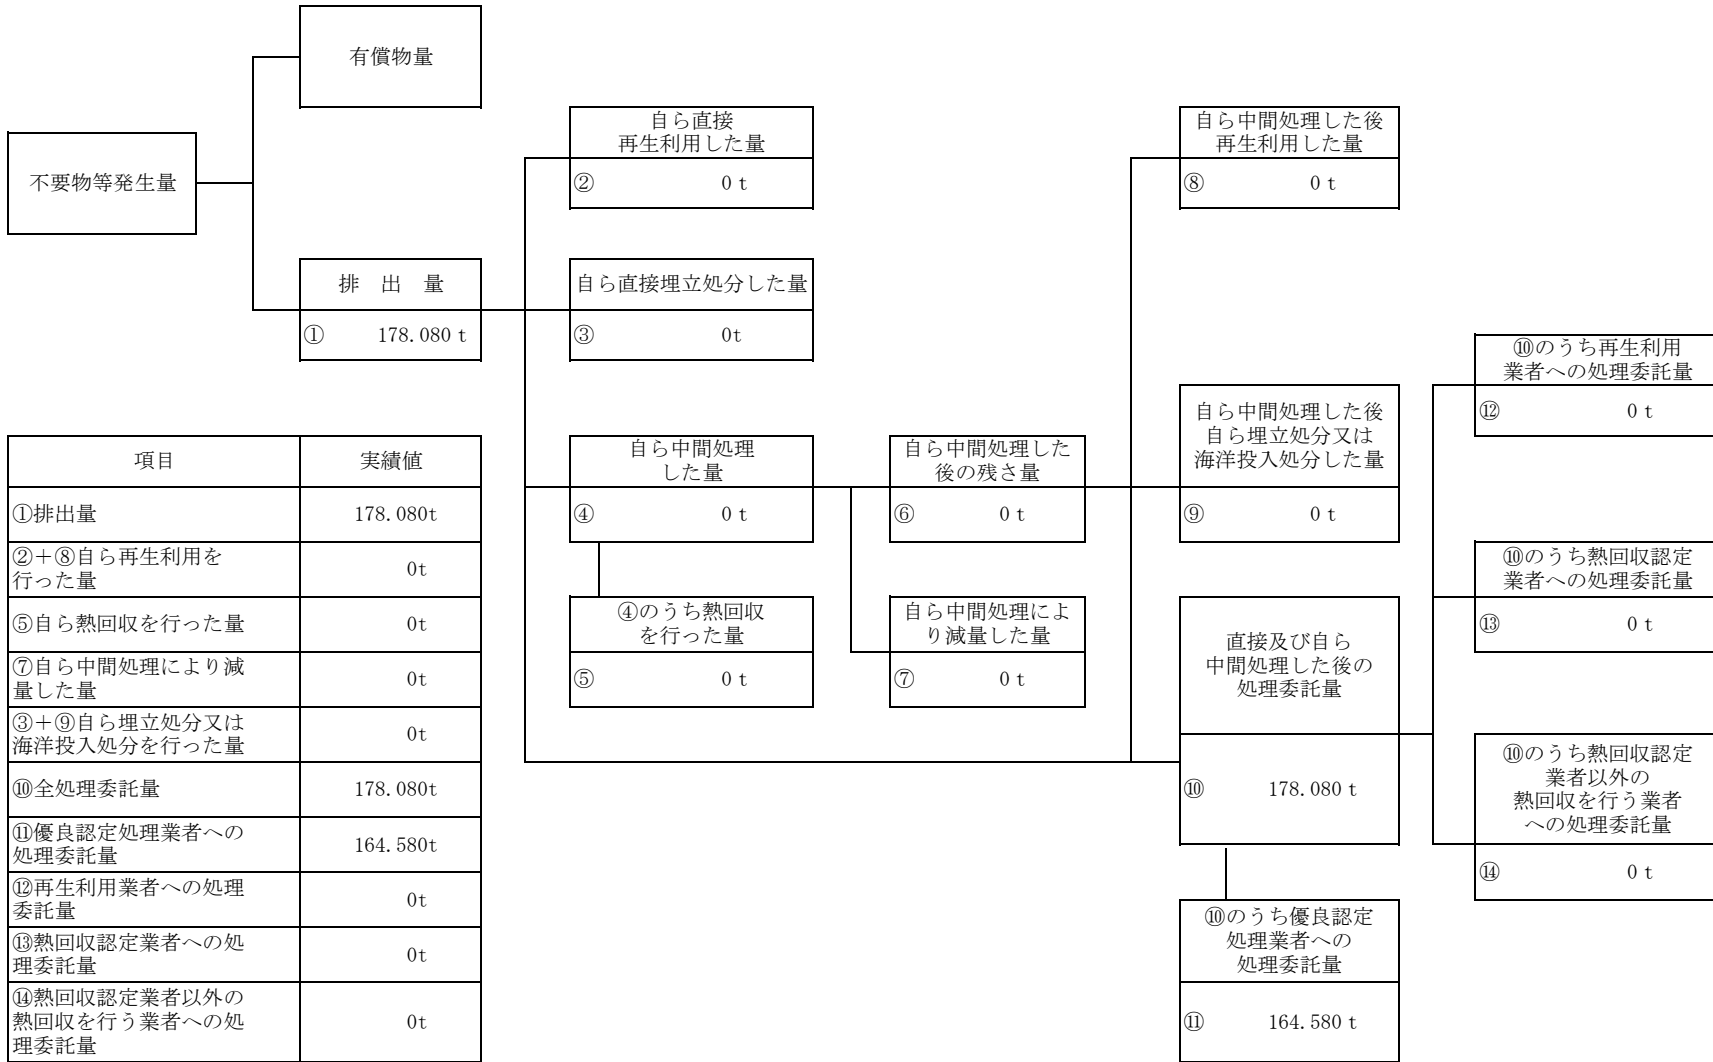 有償物量
不要物等発生量
排　出　量
①　178.080 t
自ら直接
再生利用した量
②　0 t
自ら直接埋立処分した量
③　0t
自ら中間処理
した量
④　0 t
④のうち熱回収
を行った量
⑤　0 t
自ら中間処理した
後の残さ量
⑥　0 t
自ら中間処理によ
り減量した量
⑦　0 t
自ら中間処理した後
再生利用した量
⑧　0 t
自ら中間処理した後
自ら埋立処分又は
海洋投入処分した量
⑨　0 t
直接及び自ら
中間処理した後の
処理委託量
⑩　178.080 t
⑩のうち優良認定
処理業者への
処理委託量
⑪　164.580 t
⑩のうち再生利用
業者への処理委託量
⑫　0 t
⑩のうち熱回収認定
業者への処理委託量
⑬　0 t
⑩のうち熱回収認定
業者以外の
熱回収を行う業者
への処理委託量
⑭　0 t
項目　実績値
①排出量　178.080t
②＋⑧自ら再生利用を
行った量　0t
⑤自ら熱回収を行った量　0t
⑦自ら中間処理により減
量した量　0t
③＋⑨自ら埋立処分又は
海洋投入処分を行った量　0t
⑩全処理委託量　178.080t
⑪優良認定処理業者への
処理委託量　164.580t
⑫再生利用業者への処理
委託量　0t
⑬熱回収認定業者への処
理委託量　0t
⑭熱回収認定業者以外の
熱回収を行う業者への処
理委託量　0t